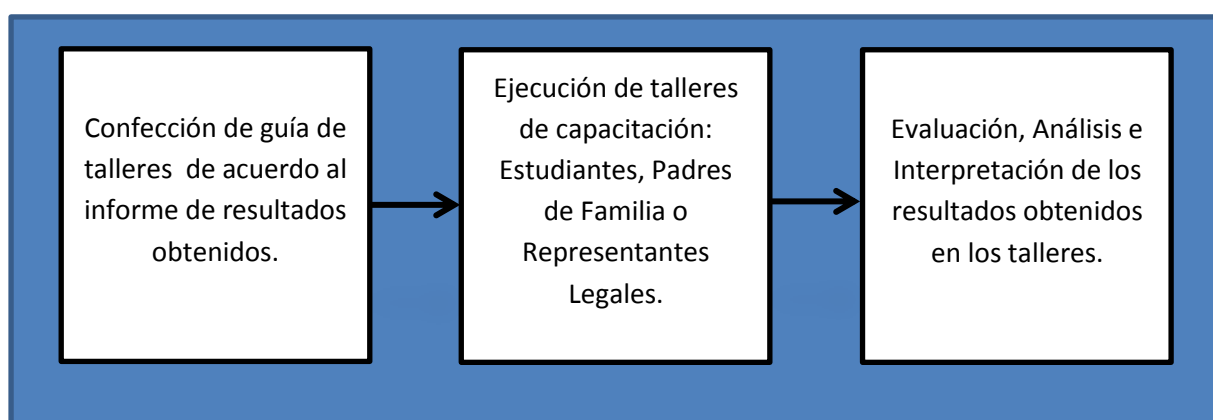 Confección de guía de
talleres de acuerdo al
informe de resultados
obtenidos.
Ejecución de talleres
de capacitación:
Estudiantes, Padres
de Familia o
Representantes
Legales.
Evaluación, Análisis e
Interpretación de los
resultados obtenidos
en los talleres.